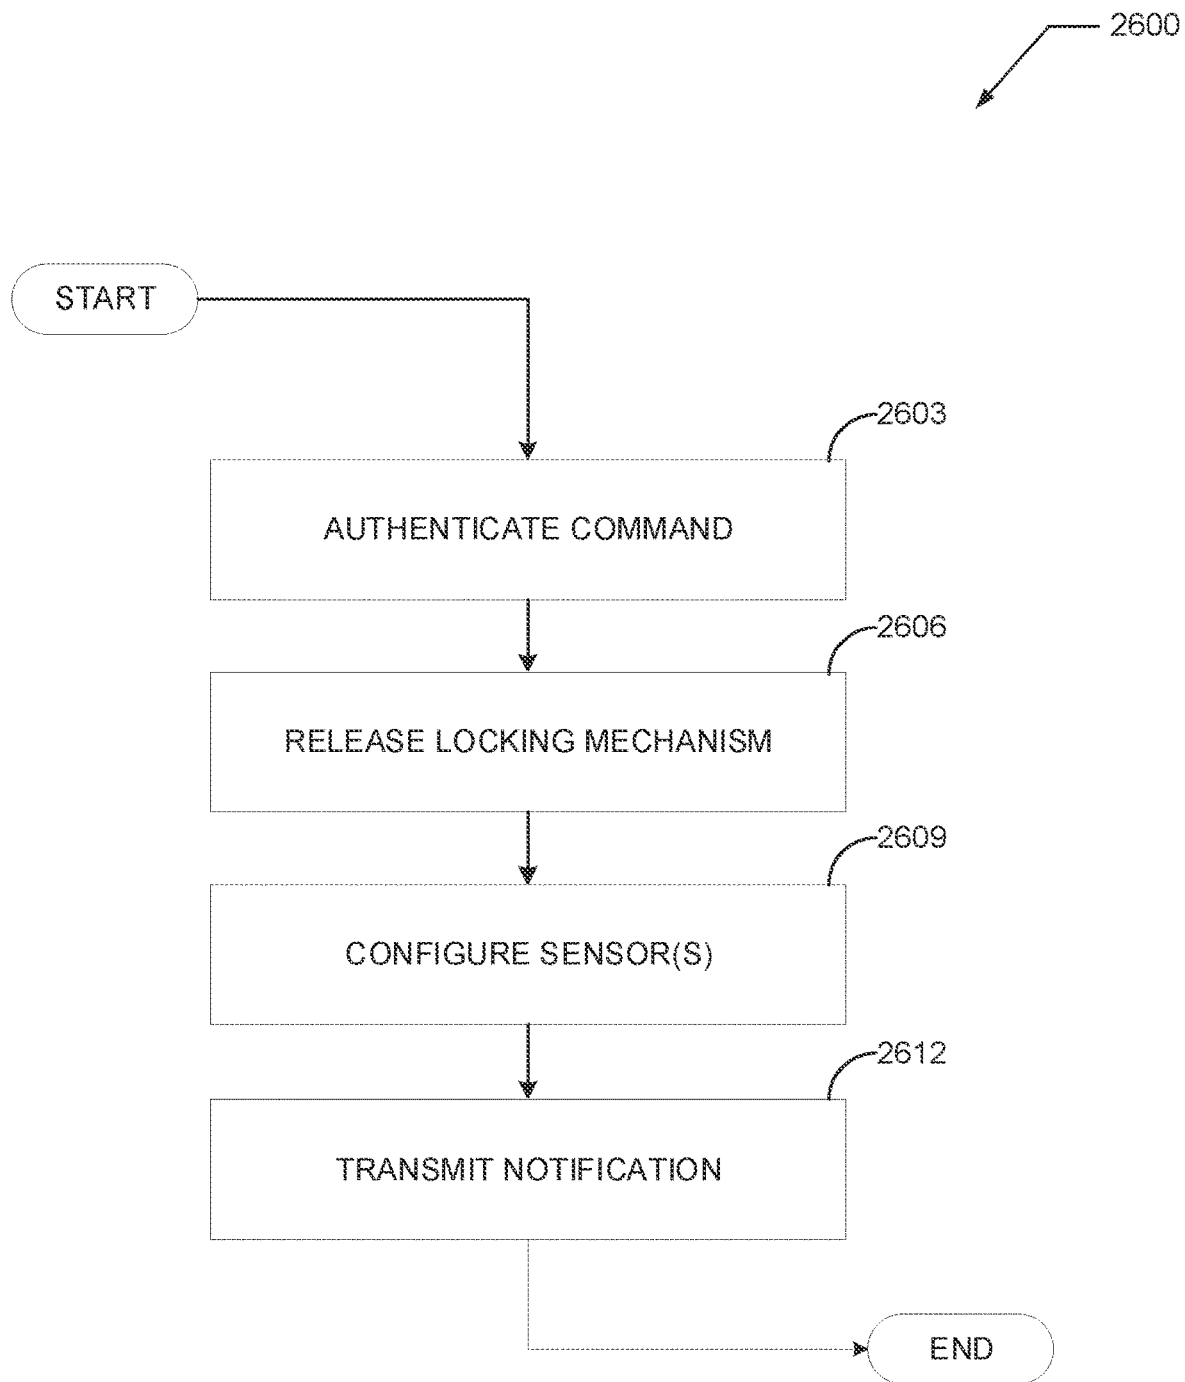 2600
START
2603
AUTHENTICATE COMMAND
2606
RELEASE LOCKING MECHANISM
2609
CONFIGURE SENSOR(S)
2612
TRANSMIT NOTIFICATION
END